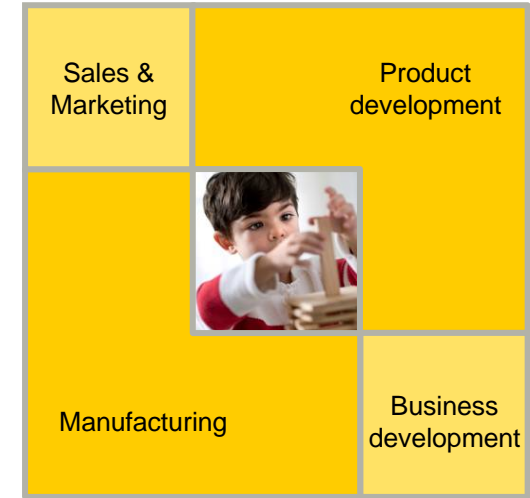 Sales &
Marketing
Product
development
Manufacturing
Business
development